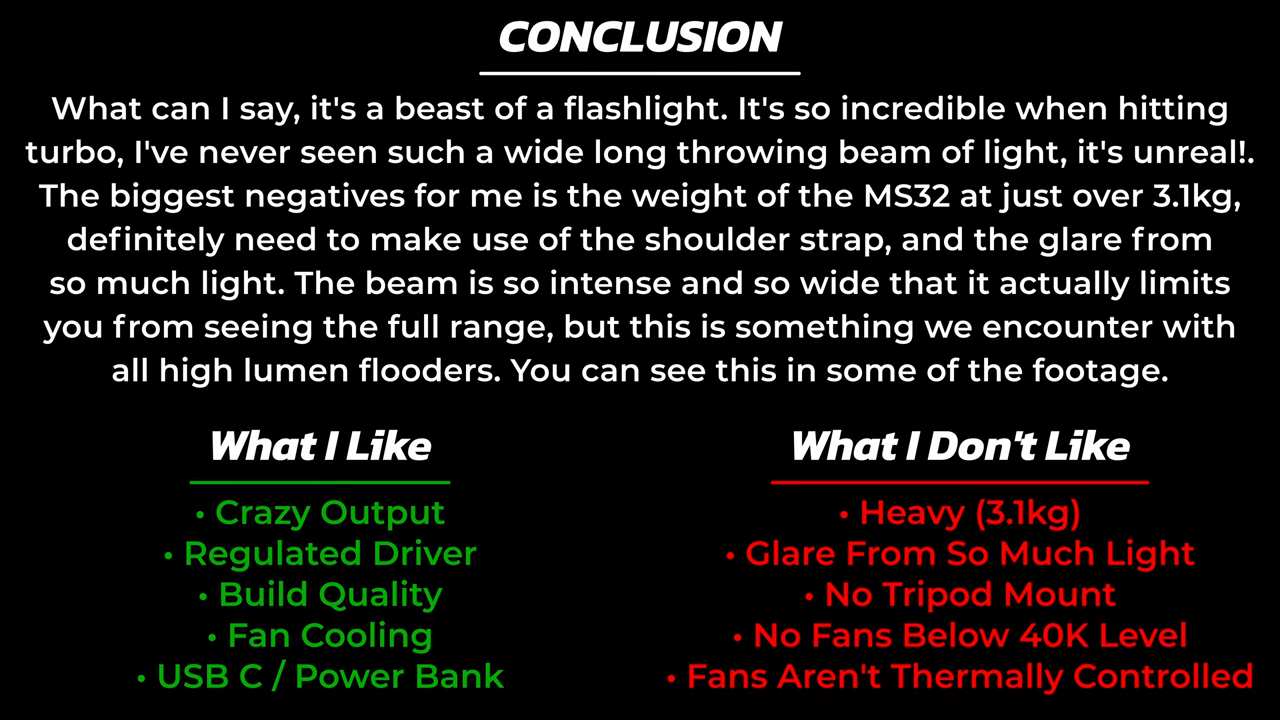 CONCLUSION
What can I say, it's a beast of a flashlight. It's so incredible when hitting
turbo, I've never seen such a wide long throwing beam of light, it's unreal!.
The biggest negatives for me is the weight of the MS32 at just over 3.1kg,
definitely need to make use of the shoulder strap, and the glare from
so much light. The beam is so intense and so wide that it actually limits
you from seeing the full range, but this is something we encounter with
all high lumen flooders. You can see this in some of the footage.
What I Like
• Crazy Output
• Regulated Driver
• Build Quality
• Fan Cooling
• USB C / Power Bank
What I Don't Like
• Heavy (3.1kg)
• Glare From So Much Light
• No Tripod Mount
• No Fans Below 40K Level
• Fans Aren't Thermally Controlled